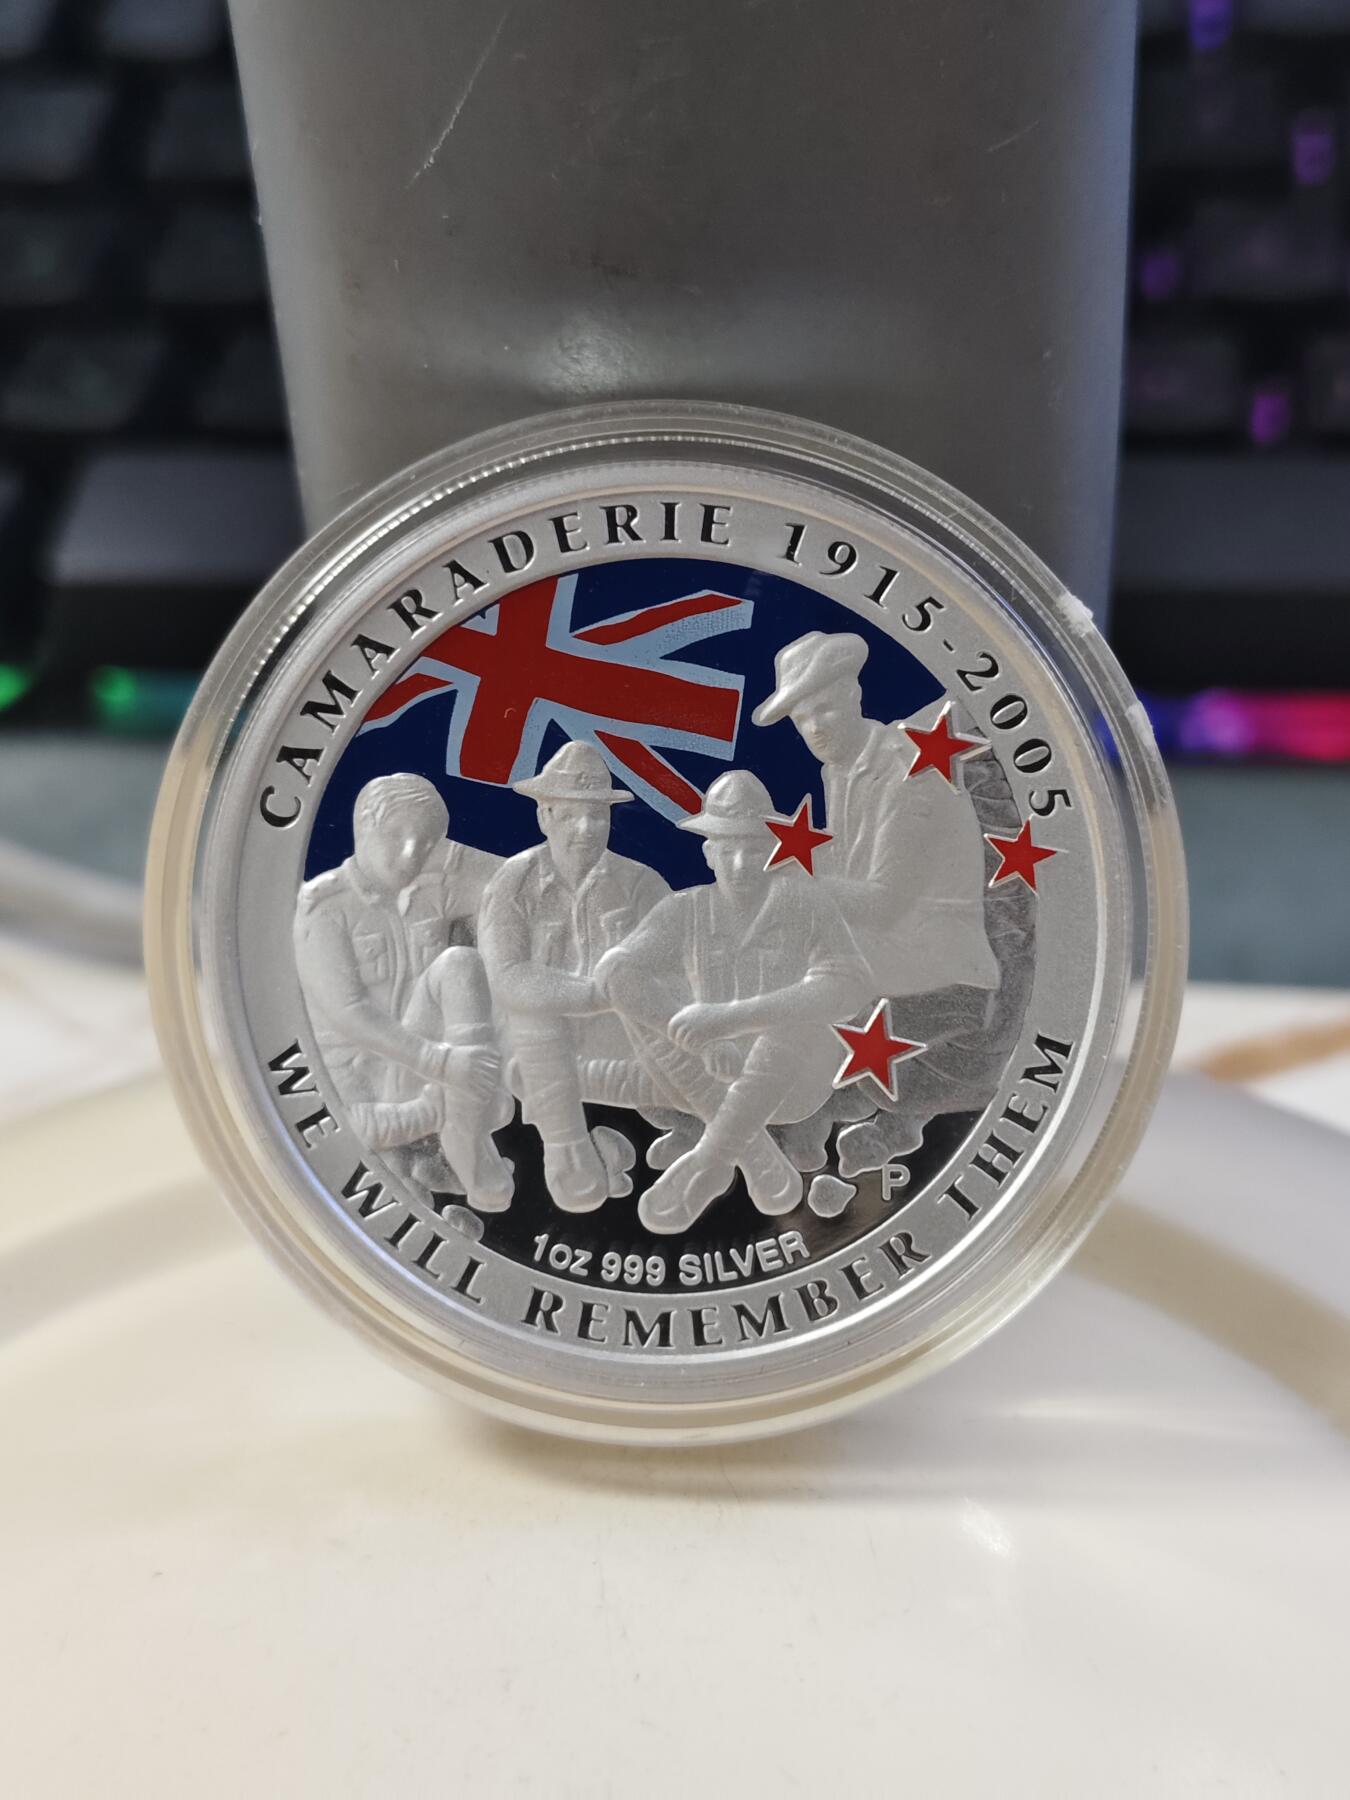 CAMARADERIE 1915-2005
P
1oz 999 SILVER
WE WILL REMEMBER THEM